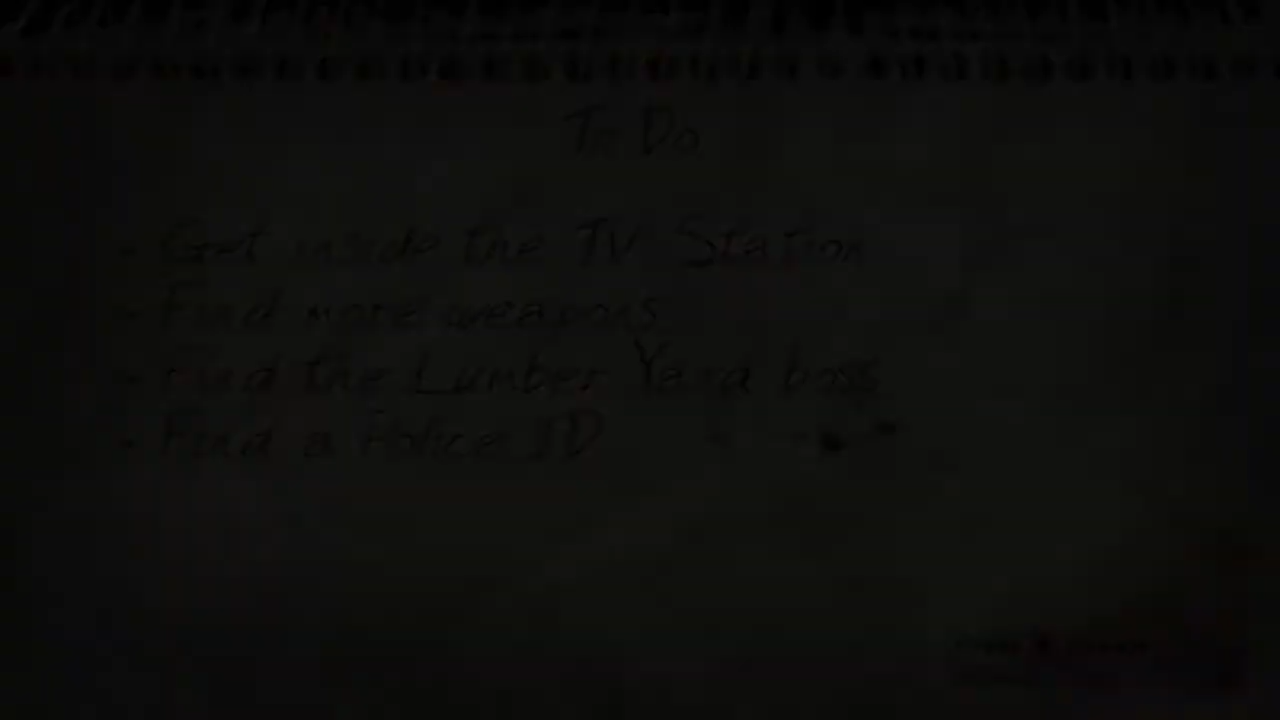 To Do
- Get inside the TV Station
- Find more weapons
- Find the Lumber Yard boss
- Find a Police ID